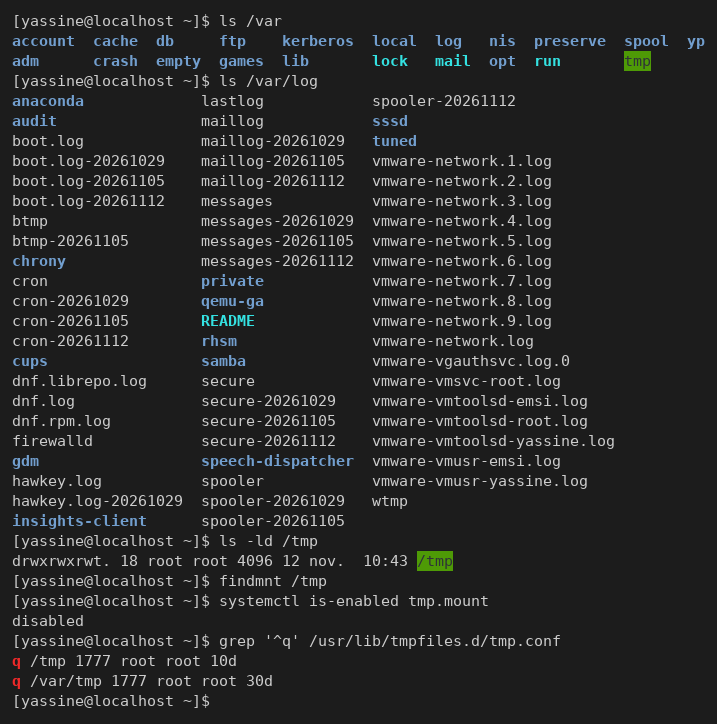 [yassine@localhost ~]$ ls /var
account  cache  db     ftp    kerberos  local  log   nis  preserve  spool  yp
adm      crash  empty  games  lib       lock   mail  opt  run       tmp
[yassine@localhost ~]$ ls /var/log
anaconda             lastlog            spooler-20261112
audit                maillog            sssd
boot.log             maillog-20261029   tuned
boot.log-20261029    maillog-20261105   vmware-network.1.log
boot.log-20261105    maillog-20261112   vmware-network.2.log
boot.log-20261112    messages           vmware-network.3.log
btmp                 messages-20261029  vmware-network.4.log
btmp-20261105        messages-20261105  vmware-network.5.log
chrony               messages-20261112  vmware-network.6.log
cron                 private            vmware-network.7.log
cron-20261029        qemu-ga            vmware-network.8.log
cron-20261105        README             vmware-network.9.log
cron-20261112        rhsm               vmware-network.log
cups                 samba              vmware-vgauthsvc.log.0
dnf.librepo.log      secure             vmware-vmsvc-root.log
dnf.log              secure-20261029    vmware-vmtoolsd-emsi.log
dnf.rpm.log          secure-20261105    vmware-vmtoolsd-root.log
firewalld            secure-20261112    vmware-vmtoolsd-yassine.log
gdm                  speech-dispatcher  vmware-vmusr-emsi.log
hawkey.log           spooler            vmware-vmusr-yassine.log
hawkey.log-20261029  spooler-20261029   wtmp
insights-client      spooler-20261105
[yassine@localhost ~]$ ls -ld /tmp
drwxrwxrwt. 18 root root 4096 12 nov.  10:43 /tmp
[yassine@localhost ~]$ findmnt /tmp
[yassine@localhost ~]$ systemctl is-enabled tmp.mount
disabled
[yassine@localhost ~]$ grep '^q' /usr/lib/tmpfiles.d/tmp.conf
q /tmp 1777 root root 10d
q /var/tmp 1777 root root 30d
[yassine@localhost ~]$